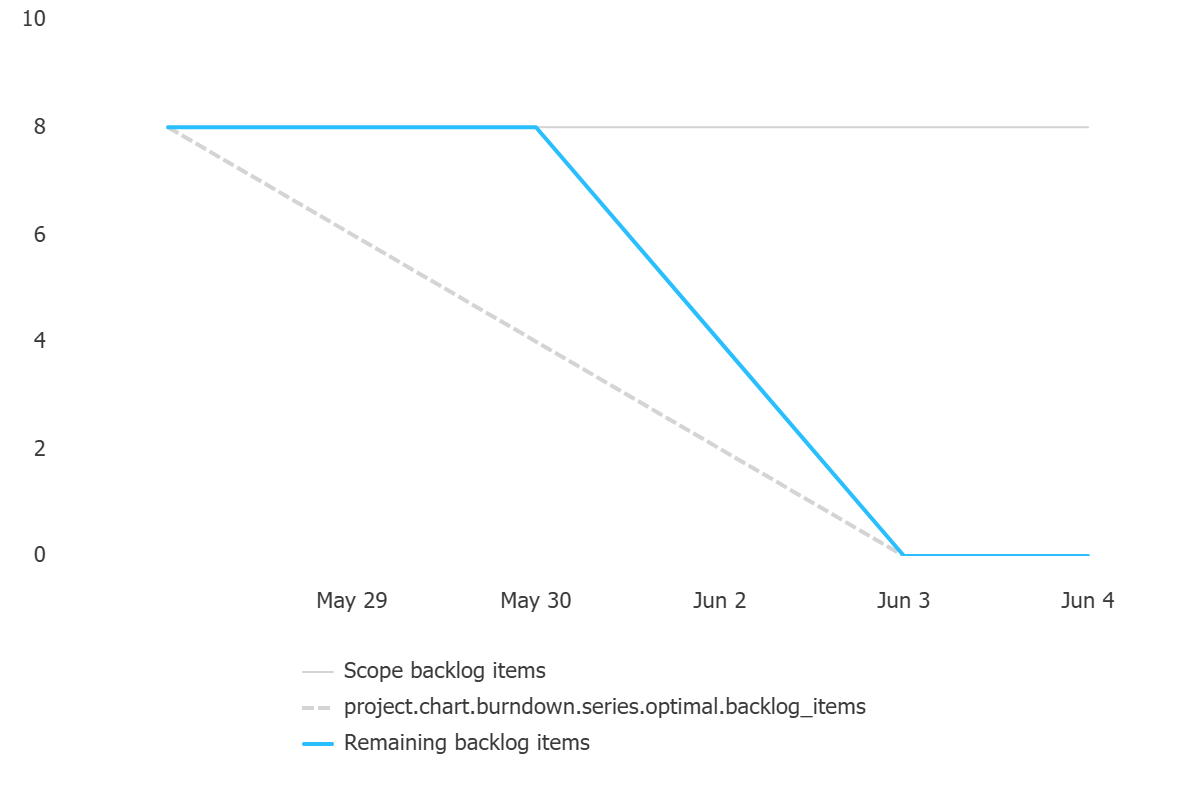 10
8
6
4
2
0
May 29 May 30 Jun 2 Jun 3 Jun 4
Scope backlog items
project.chart.burndown.series.optimal.backlog_items
Remaining backlog items